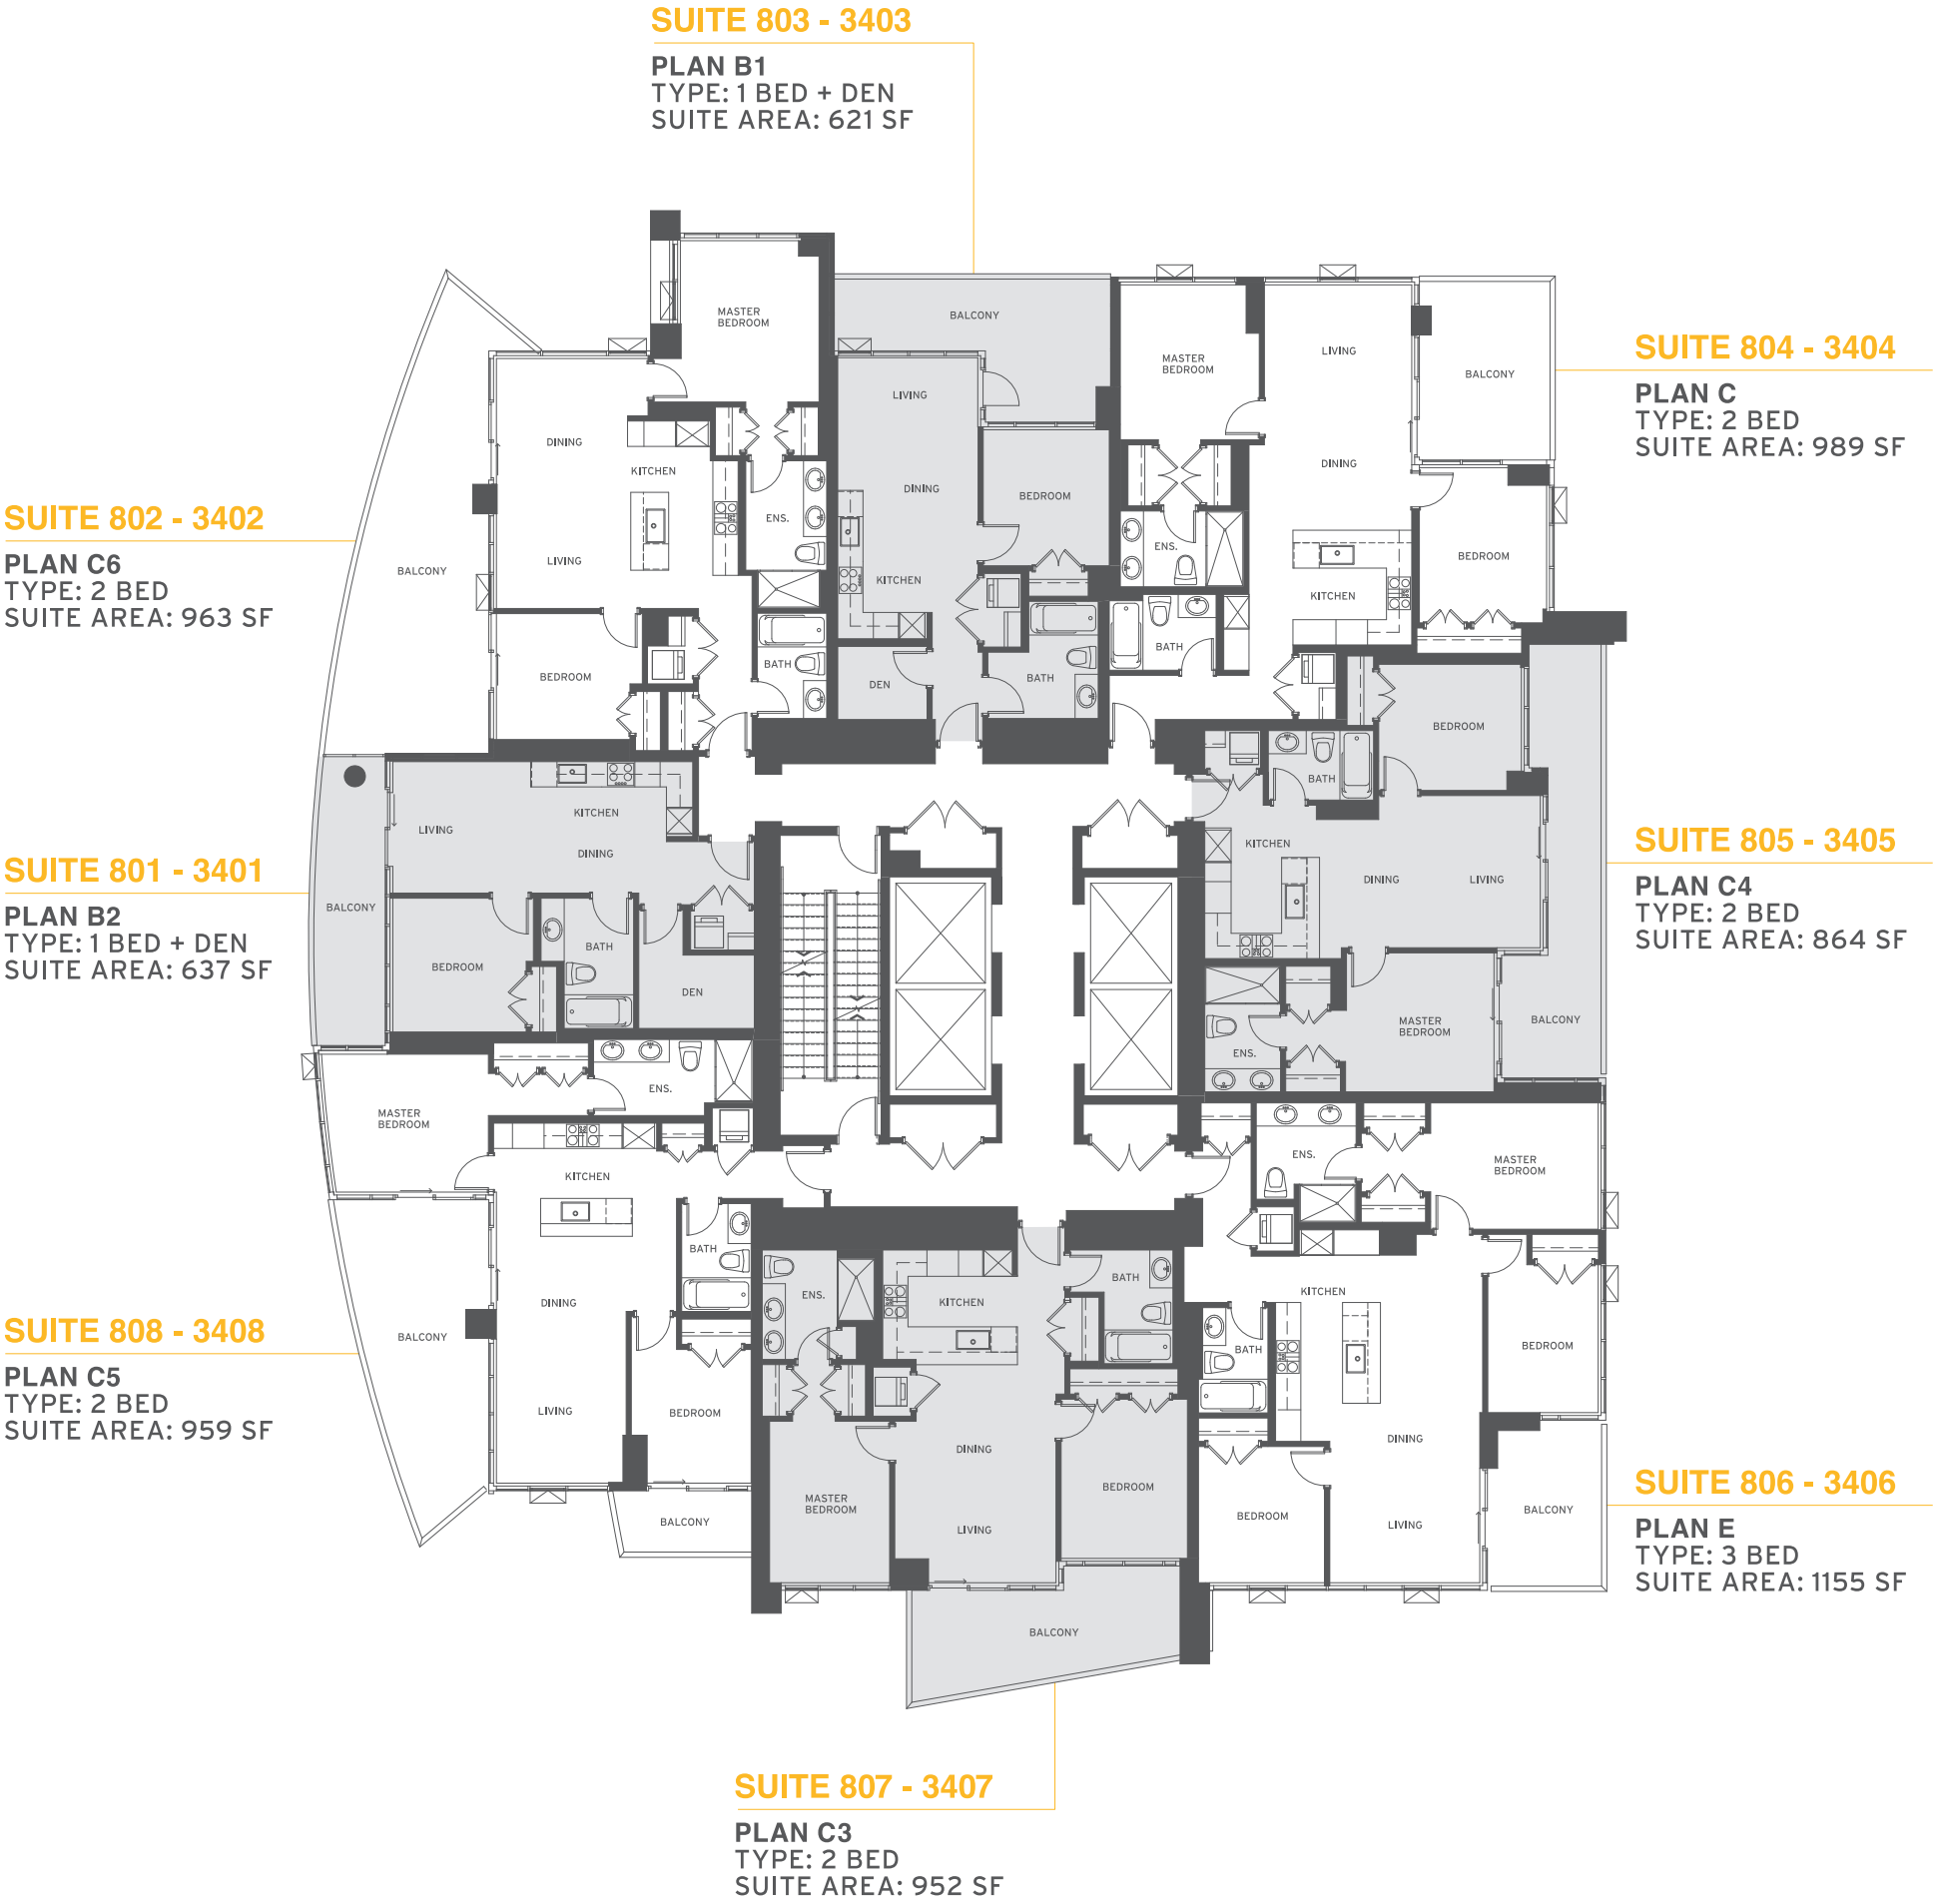 SUITE 803 - 3403
PLAN B1
TYPE: 1 BED + DEN
SUITE AREA: 621 SF
SUITE 804 - 3404
PLAN C
TYPE: 2 BED
SUITE AREA: 989 SF
SUITE 802 - 3402
PLAN C6
TYPE: 2 BED
SUITE AREA: 963 SF
SUITE 801 - 3401
PLAN B2
TYPE: 1 BED + DEN
SUITE AREA: 637 SF
SUITE 805 - 3405
PLAN C4
TYPE: 2 BED
SUITE AREA: 864 SF
SUITE 808 - 3408
PLAN C5
TYPE: 2 BED
SUITE AREA: 959 SF
SUITE 806 - 3406
PLAN E
TYPE: 3 BED
SUITE AREA: 1155 SF
SUITE 807 - 3407
PLAN C3
TYPE: 2 BED
SUITE AREA: 952 SF
MASTER
BEDROOM
DINING
KITCHEN
ENS.
LIVING
BALCONY
BATH
BEDROOM
BALCONY
LIVING
DINING
BEDROOM
KITCHEN
DEN
BATH
MASTER
BEDROOM
LIVING
BALCONY
DINING
ENS.
BEDROOM
KITCHEN
BATH
KITCHEN
LIVING
DINING
BALCONY
BATH
BEDROOM
DEN
BEDROOM
BATH
KITCHEN
DINING
LIVING
MASTER
BEDROOM
BALCONY
ENS.
ENS.
MASTER
BEDROOM
KITCHEN
BATH
DINING
BALCONY
LIVING
BEDROOM
BALCONY
BATH
ENS.
KITCHEN
DINING
BEDROOM
MASTER
BEDROOM
LIVING
BALCONY
ENS.
MASTER
BEDROOM
KITCHEN
BATH
BEDROOM
DINING
BEDROOM
LIVING
BALCONY